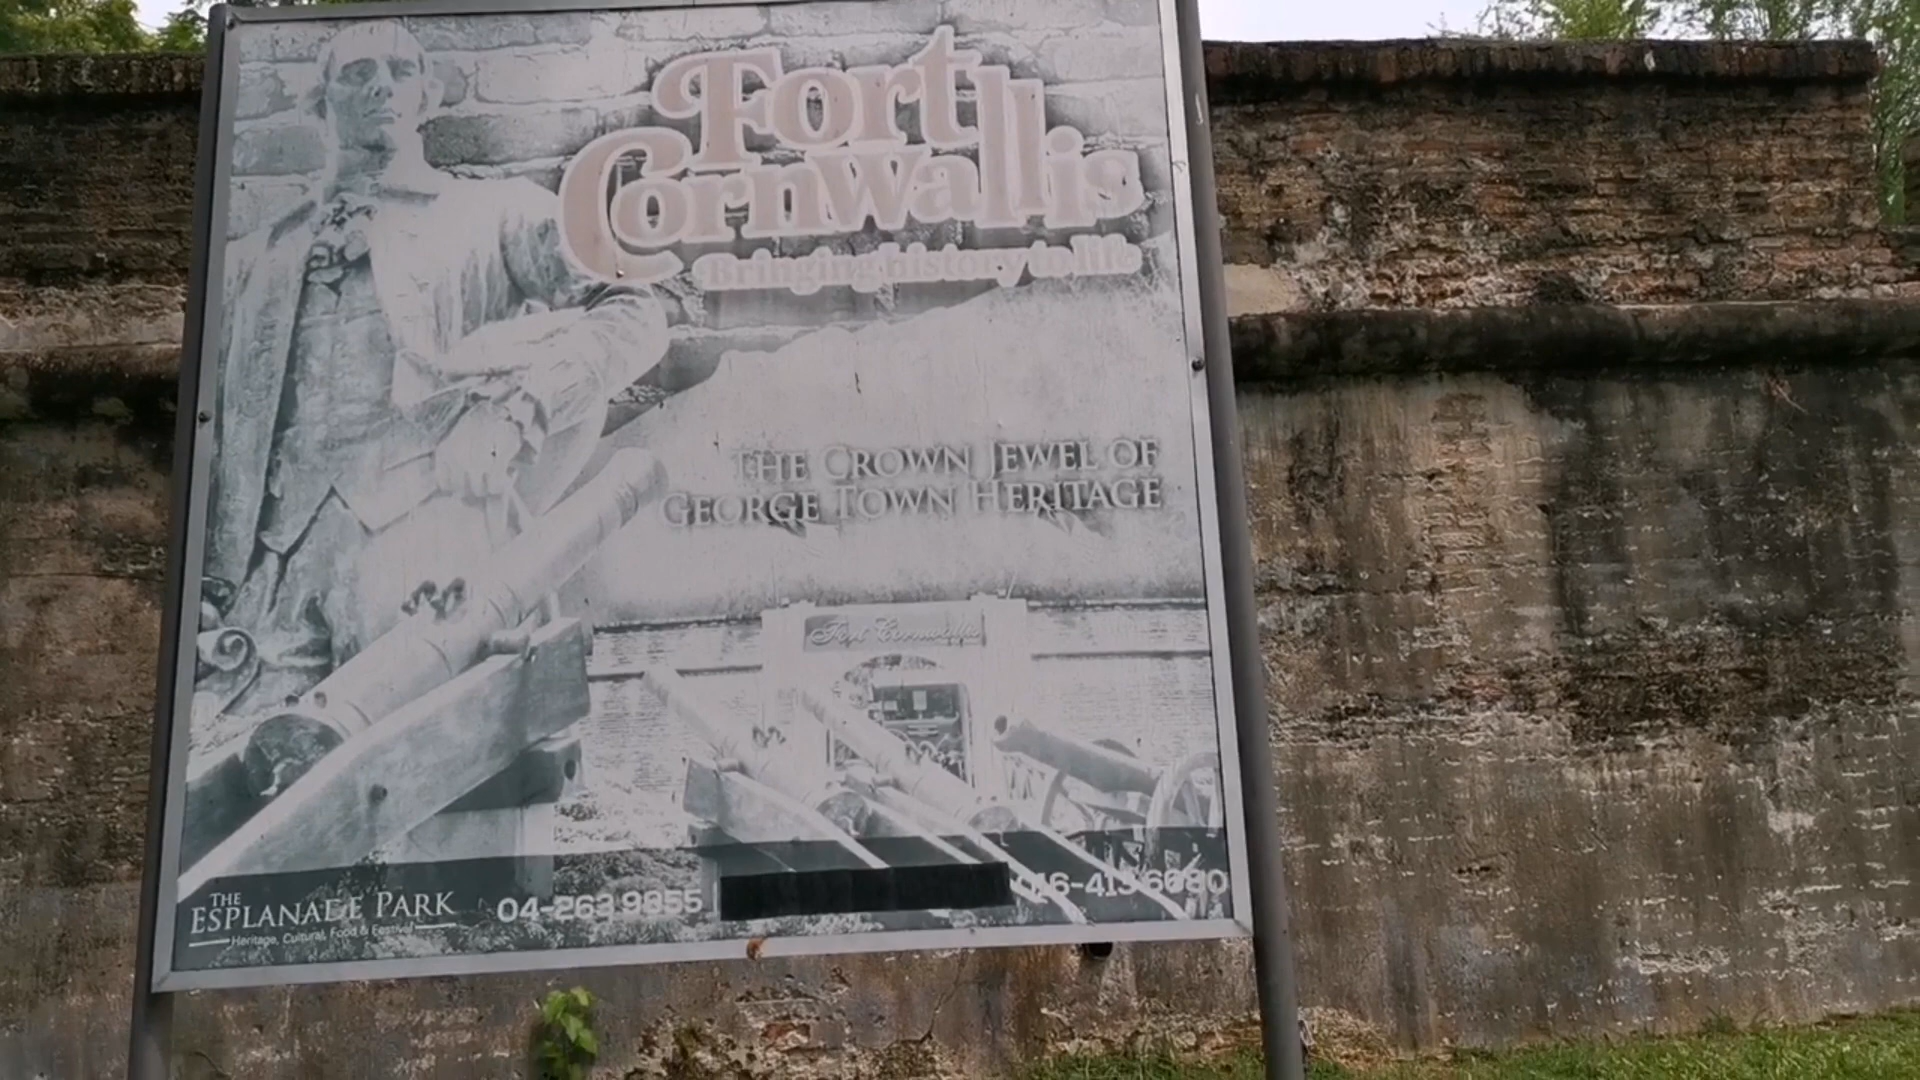 Fort
Cornwallis
Bringing history to life
THE CROWN JEWEL OF
GEORGE TOWN HERITAGE
Fort Cornwallis
THE
ESPLANADE PARK
Heritage, Cultural, Food & Festival
04-263 9855
016-413 6080